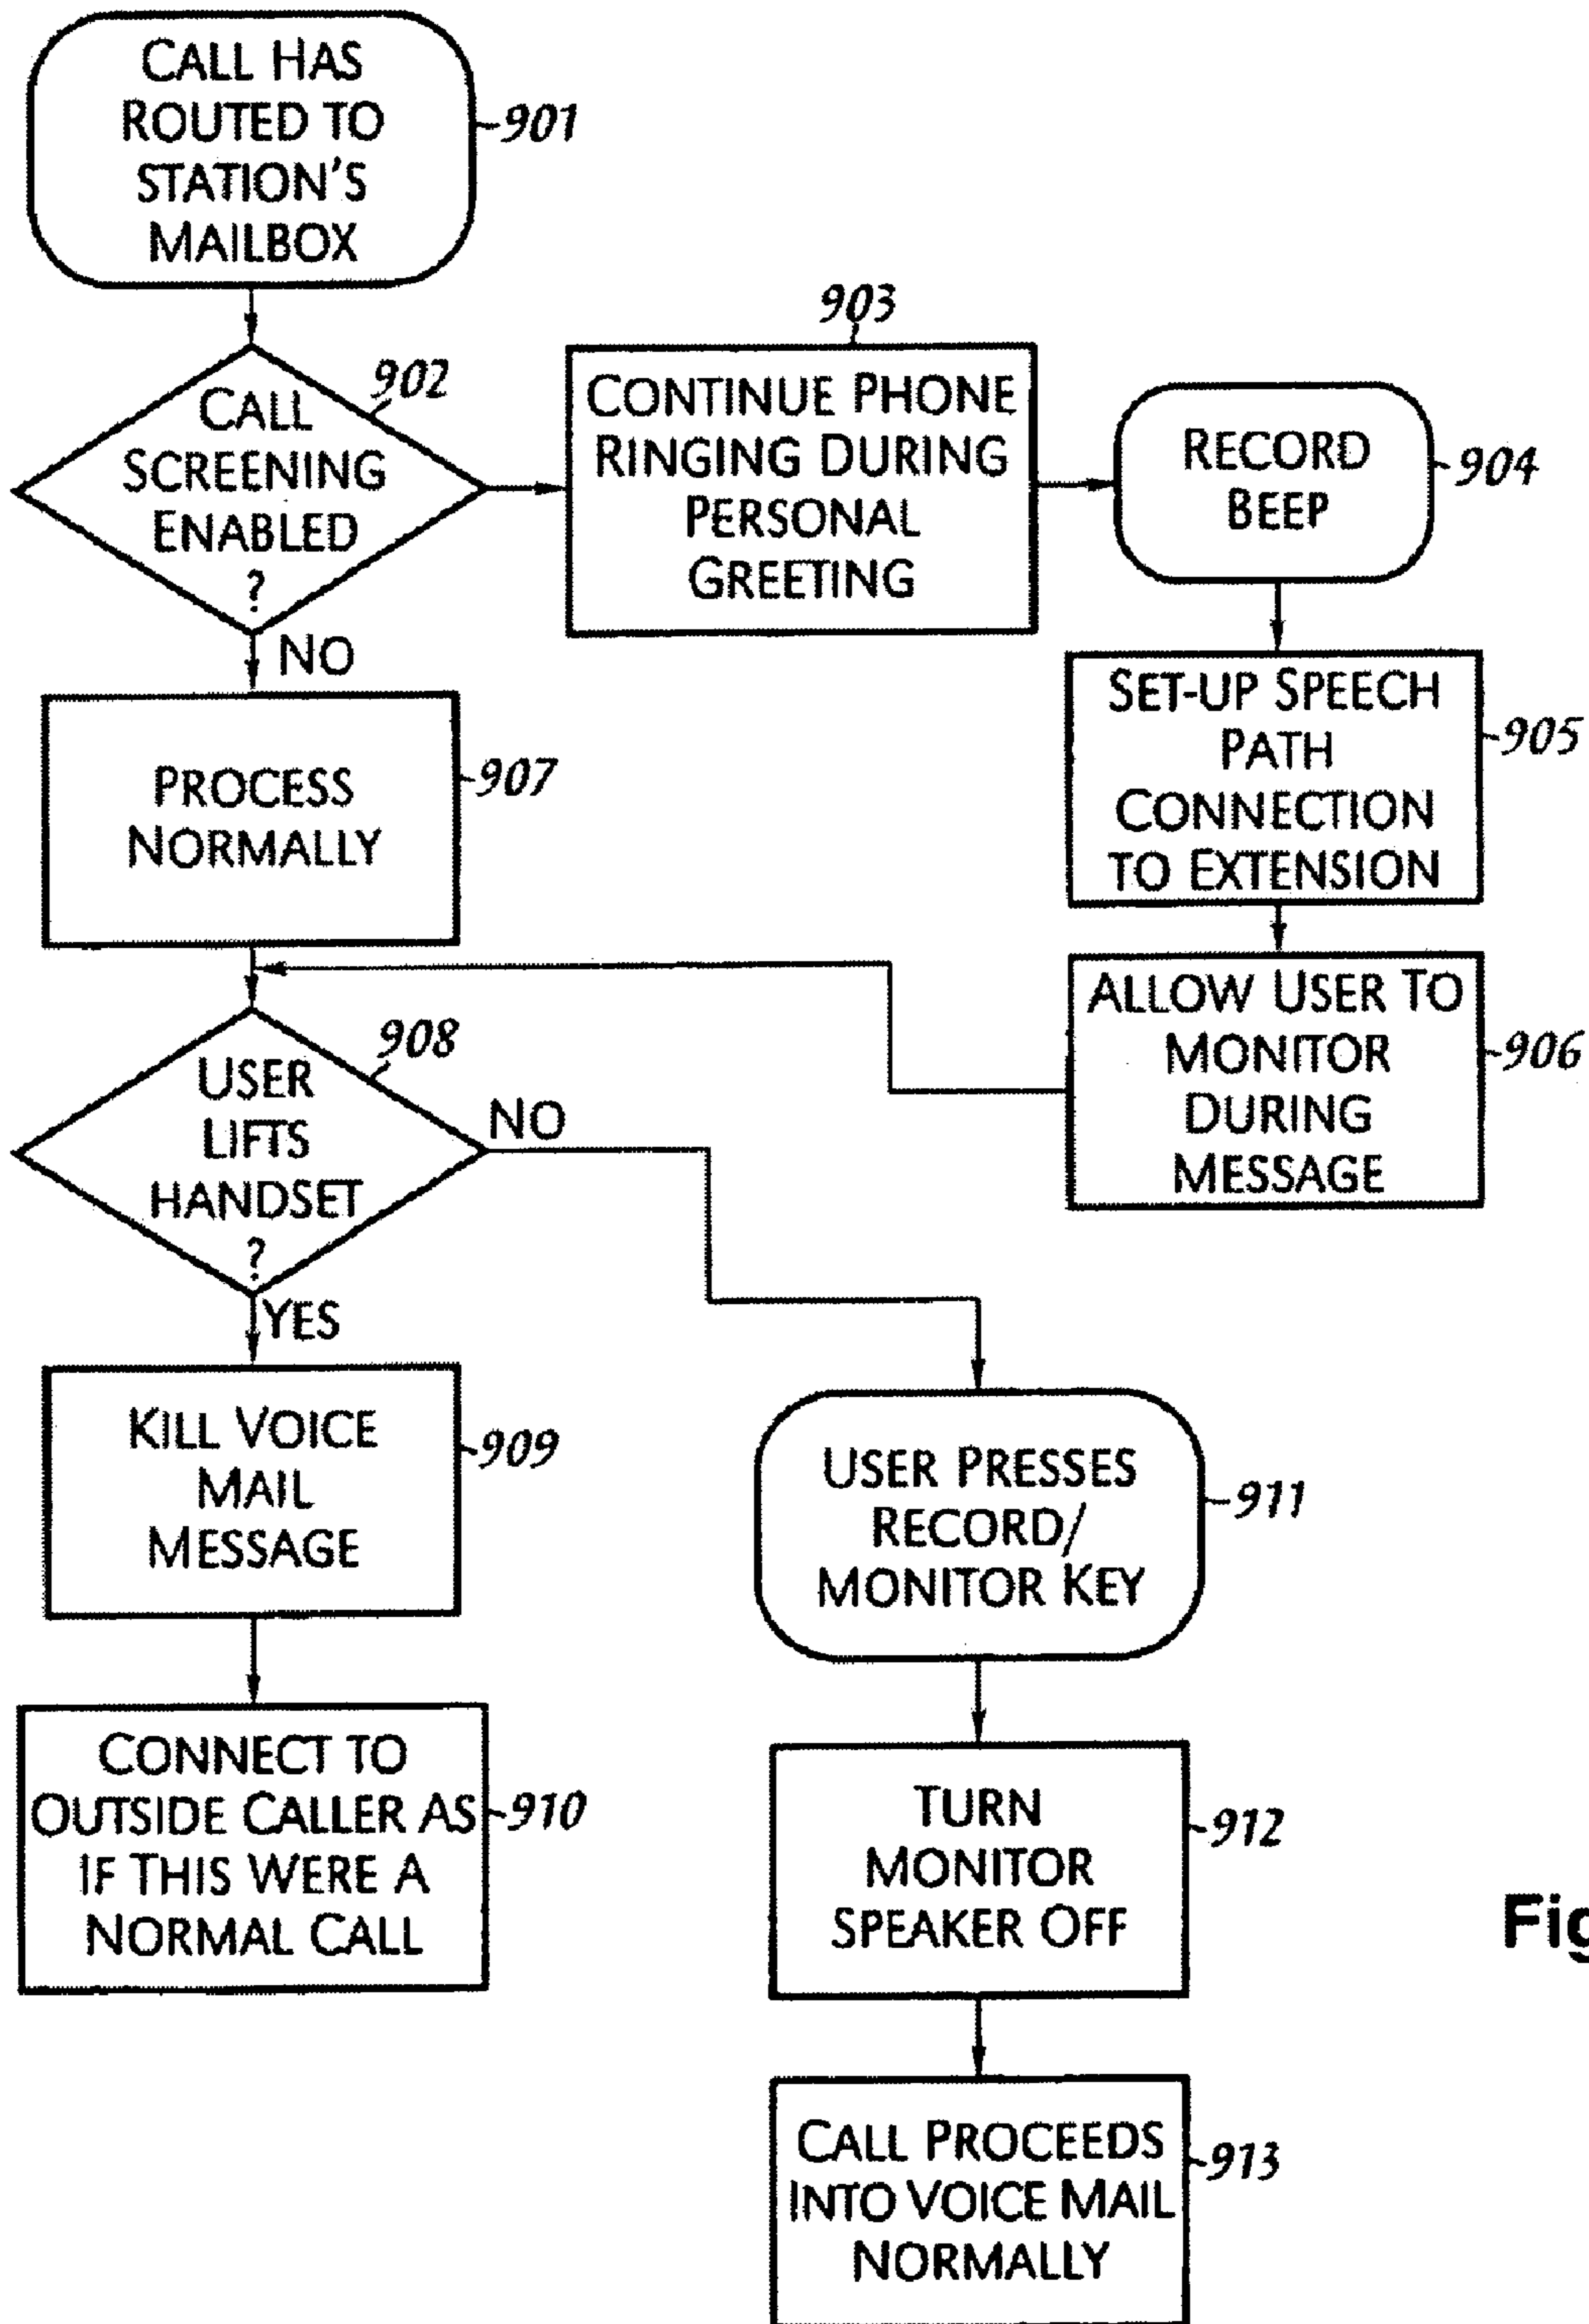 CALL HAS
ROUTED TO
STATION'S
MAILBOX
901
CALL
SCREENING
ENABLED
?
902
903
CONTINUE PHONE
RINGING DURING
PERSONAL
GREETING
RECORD
BEEP
904
NO
SET-UP SPEECH
PATH
CONNECTION
TO EXTENSION
905
PROCESS
NORMALLY
907
ALLOW USER TO
MONITOR
DURING
MESSAGE
906
USER
LIFTS
HANDSET
?
908
NO
YES
KILL VOICE
MAIL
MESSAGE
909
USER PRESSES
RECORD/
MONITOR KEY
911
CONNECT TO
OUTSIDE CALLER AS
IF THIS WERE A
NORMAL CALL
910
TURN
MONITOR
SPEAKER OFF
912
Fig
CALL PROCEEDS
INTO VOICE MAIL
NORMALLY
913